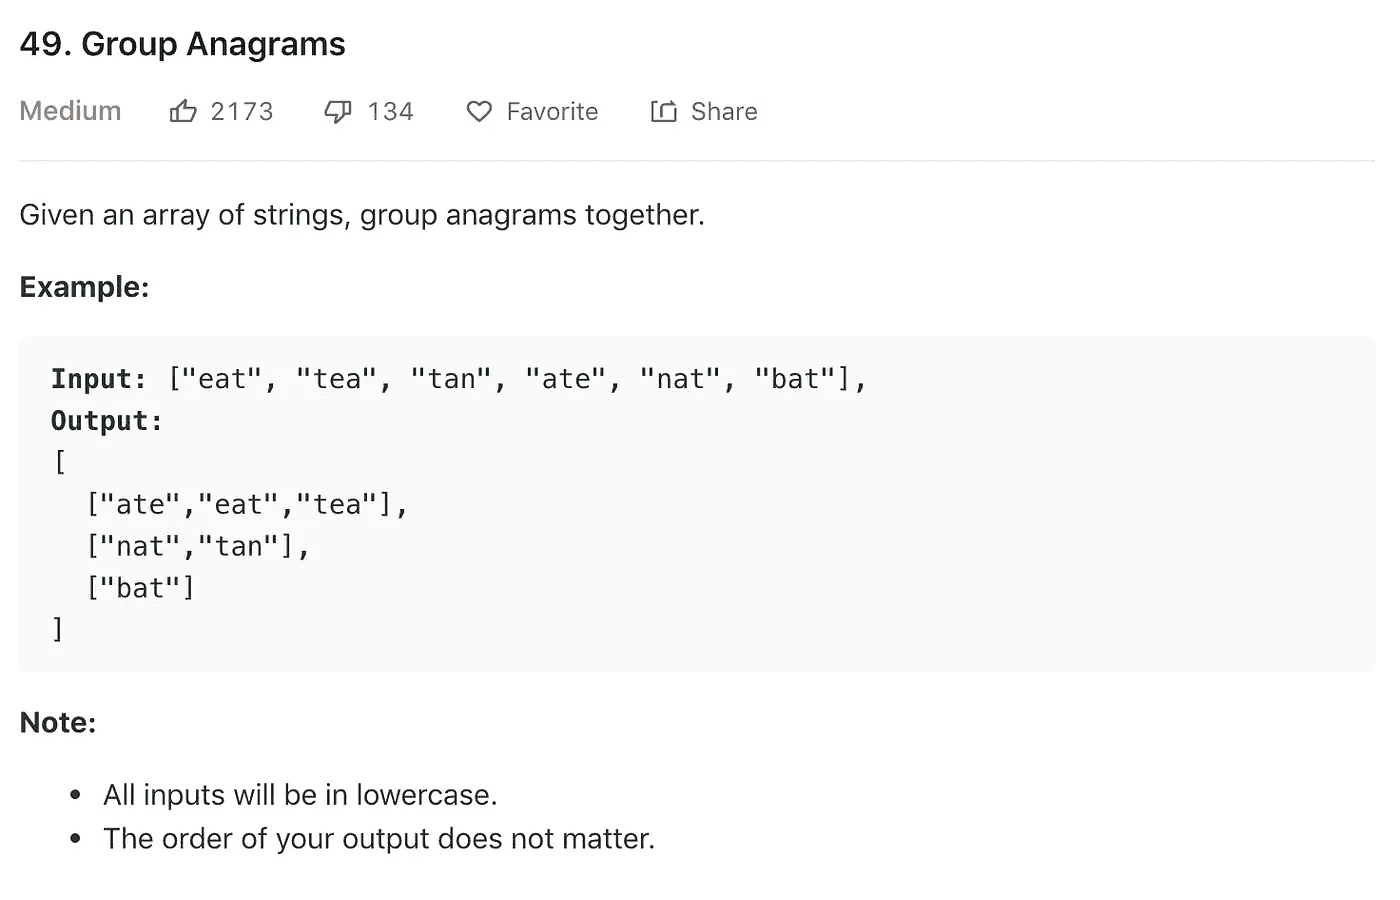 49. Group Anagrams
Medium 2173 134 Favorite Share
Given an array of strings, group anagrams together.
Example:
Input: ["eat", "tea", "tan", "ate", "nat", "bat"],
Output:
[
  ["ate","eat","tea"],
  ["nat","tan"],
  ["bat"]
]
Note:
• All inputs will be in lowercase.
• The order of your output does not matter.